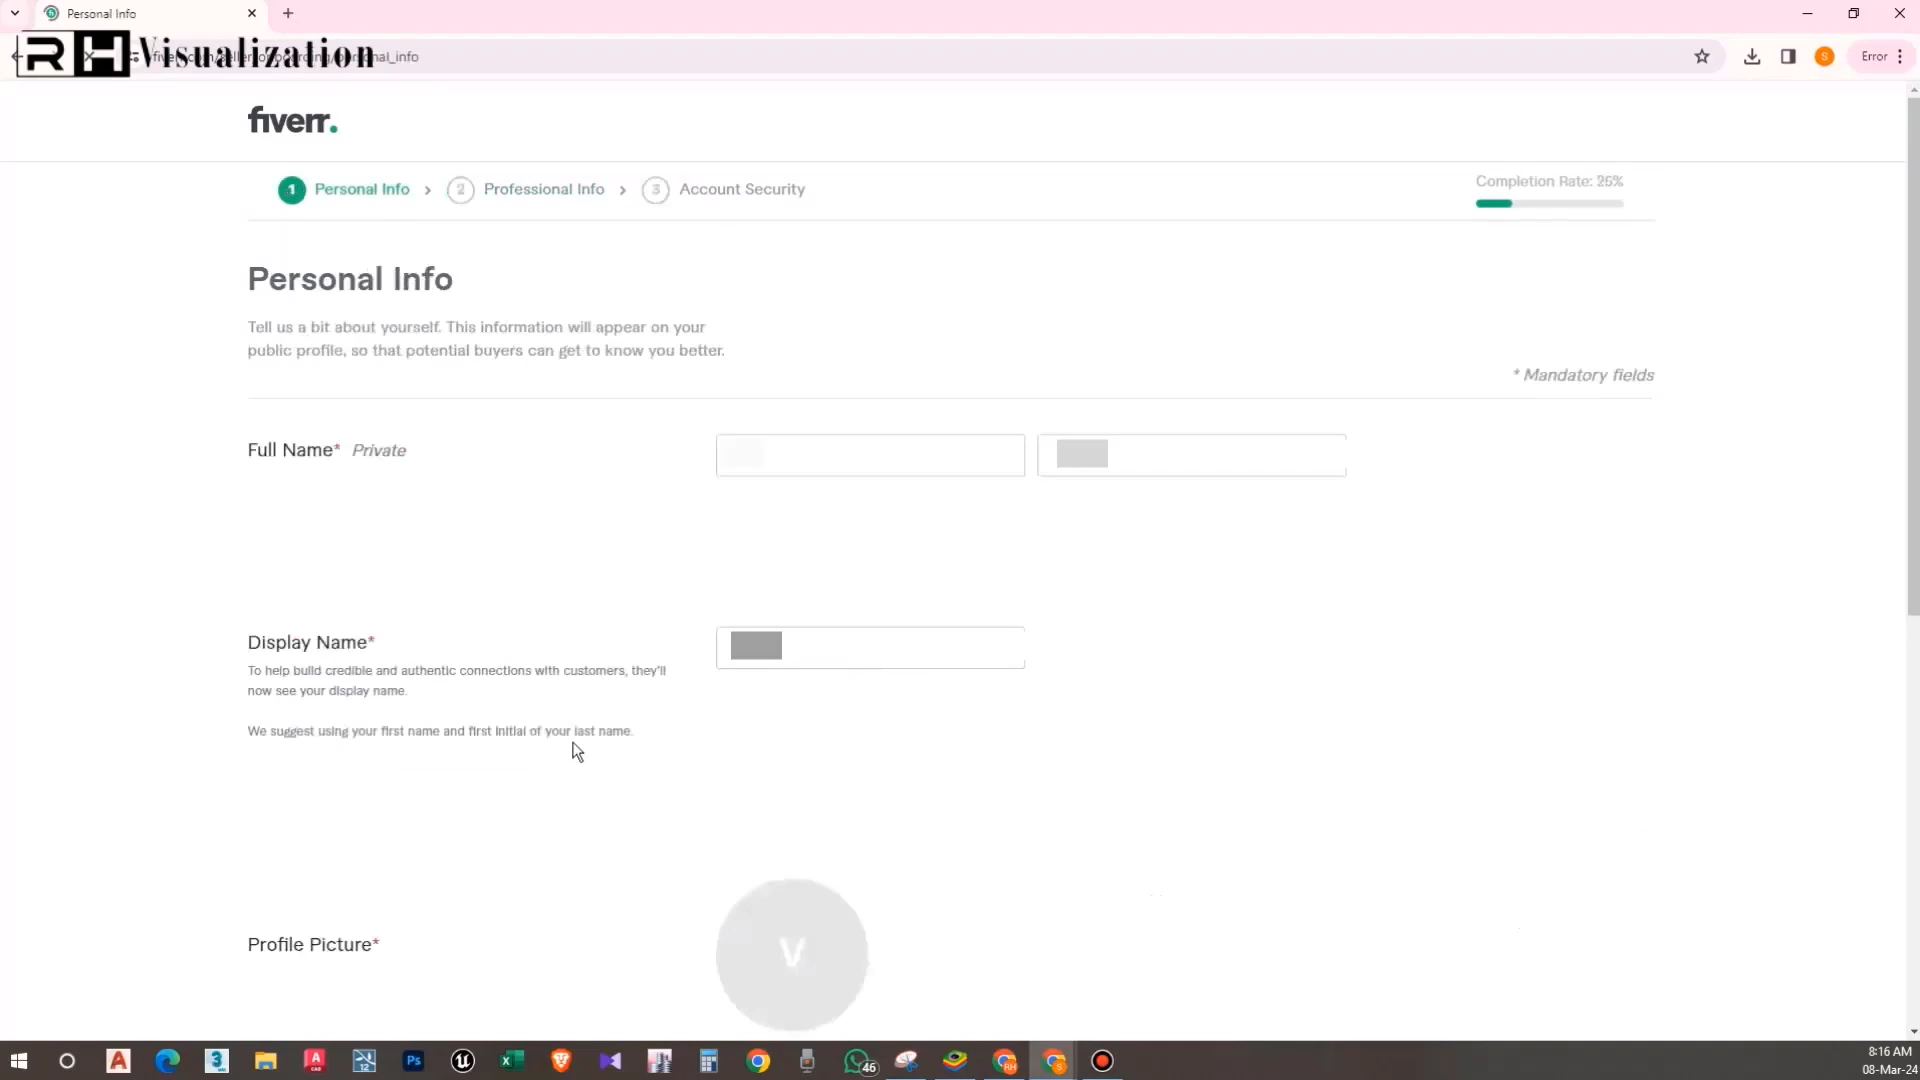 Personal Info
RH Visualization
personal_info
Error
fiverr.
1 Personal Info > 2 Professional Info > 3 Account Security
Completion Rate: 25%
Personal Info
Tell us a bit about yourself. This information will appear on your
public profile, so that potential buyers can get to know you better.
* Mandatory fields
Full Name* Private
Display Name*
To help build credible and authentic connections with customers, they'll
now see your display name.
We suggest using your first name and first initial of your last name.
Profile Picture*
V
46
8:16 AM
08-Mar-24